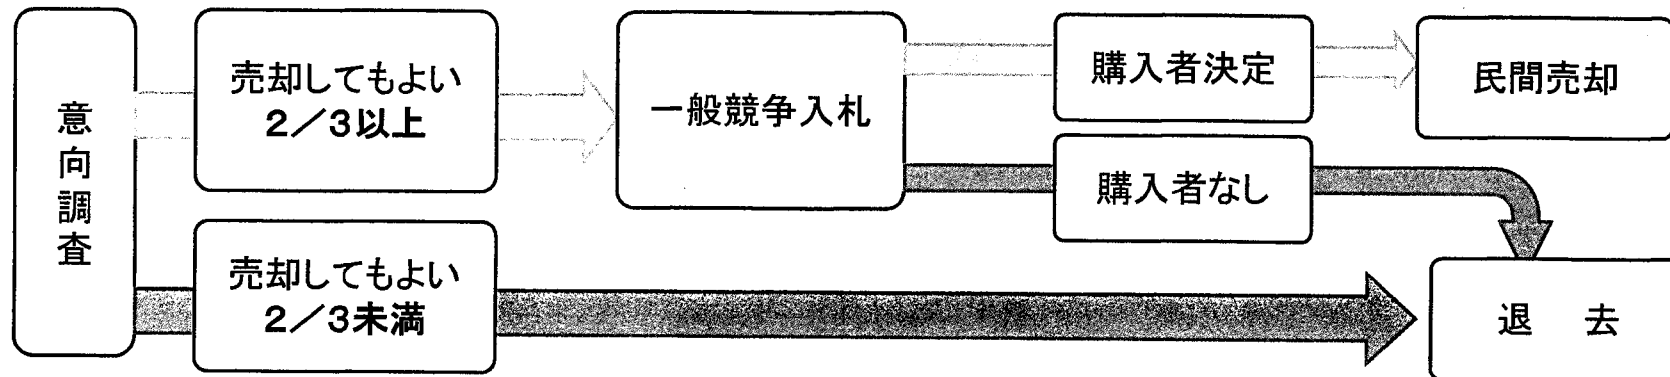 意向調査
売却してもよい
2／3以上
一般競争入札
購入者決定
民間売却
購入者なし
売却してもよい
2／3未満
退　去